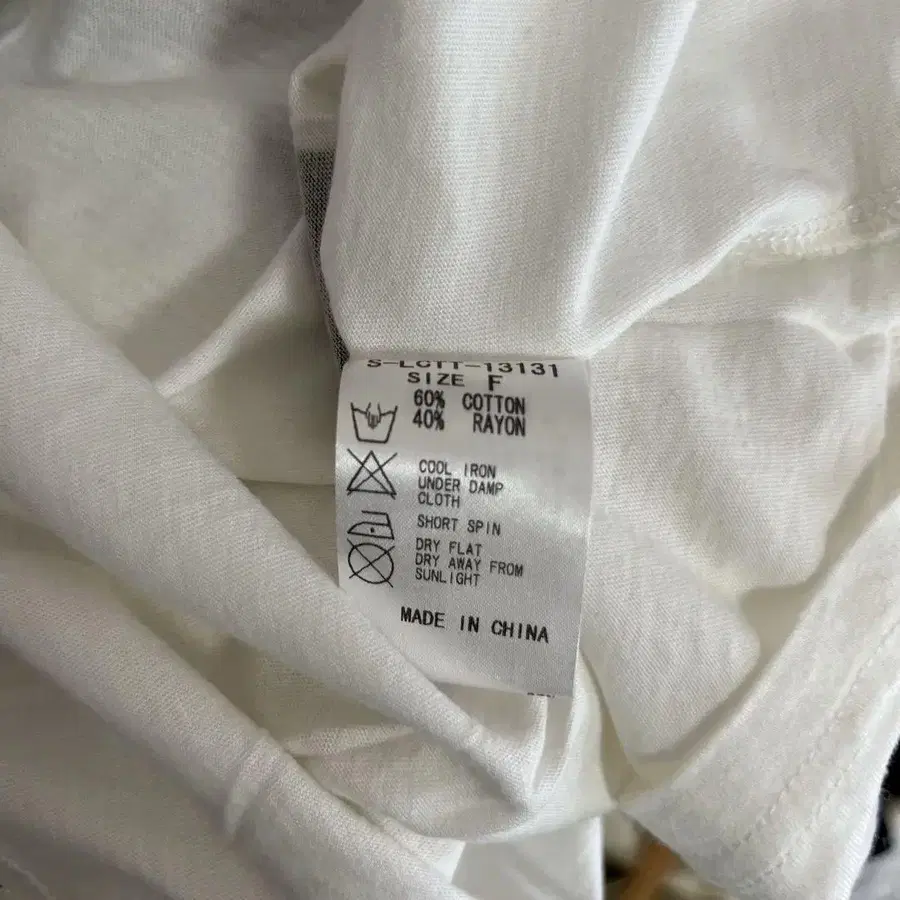 S-LCTT-13131
SIZE F
60% COTTON
40% RAYON
COOL IRON
UNDER DAMP
CLOTH
SHORT SPIN
DRY FLAT
DRY AWAY FROM
SUNLIGHT
MADE IN CHINA